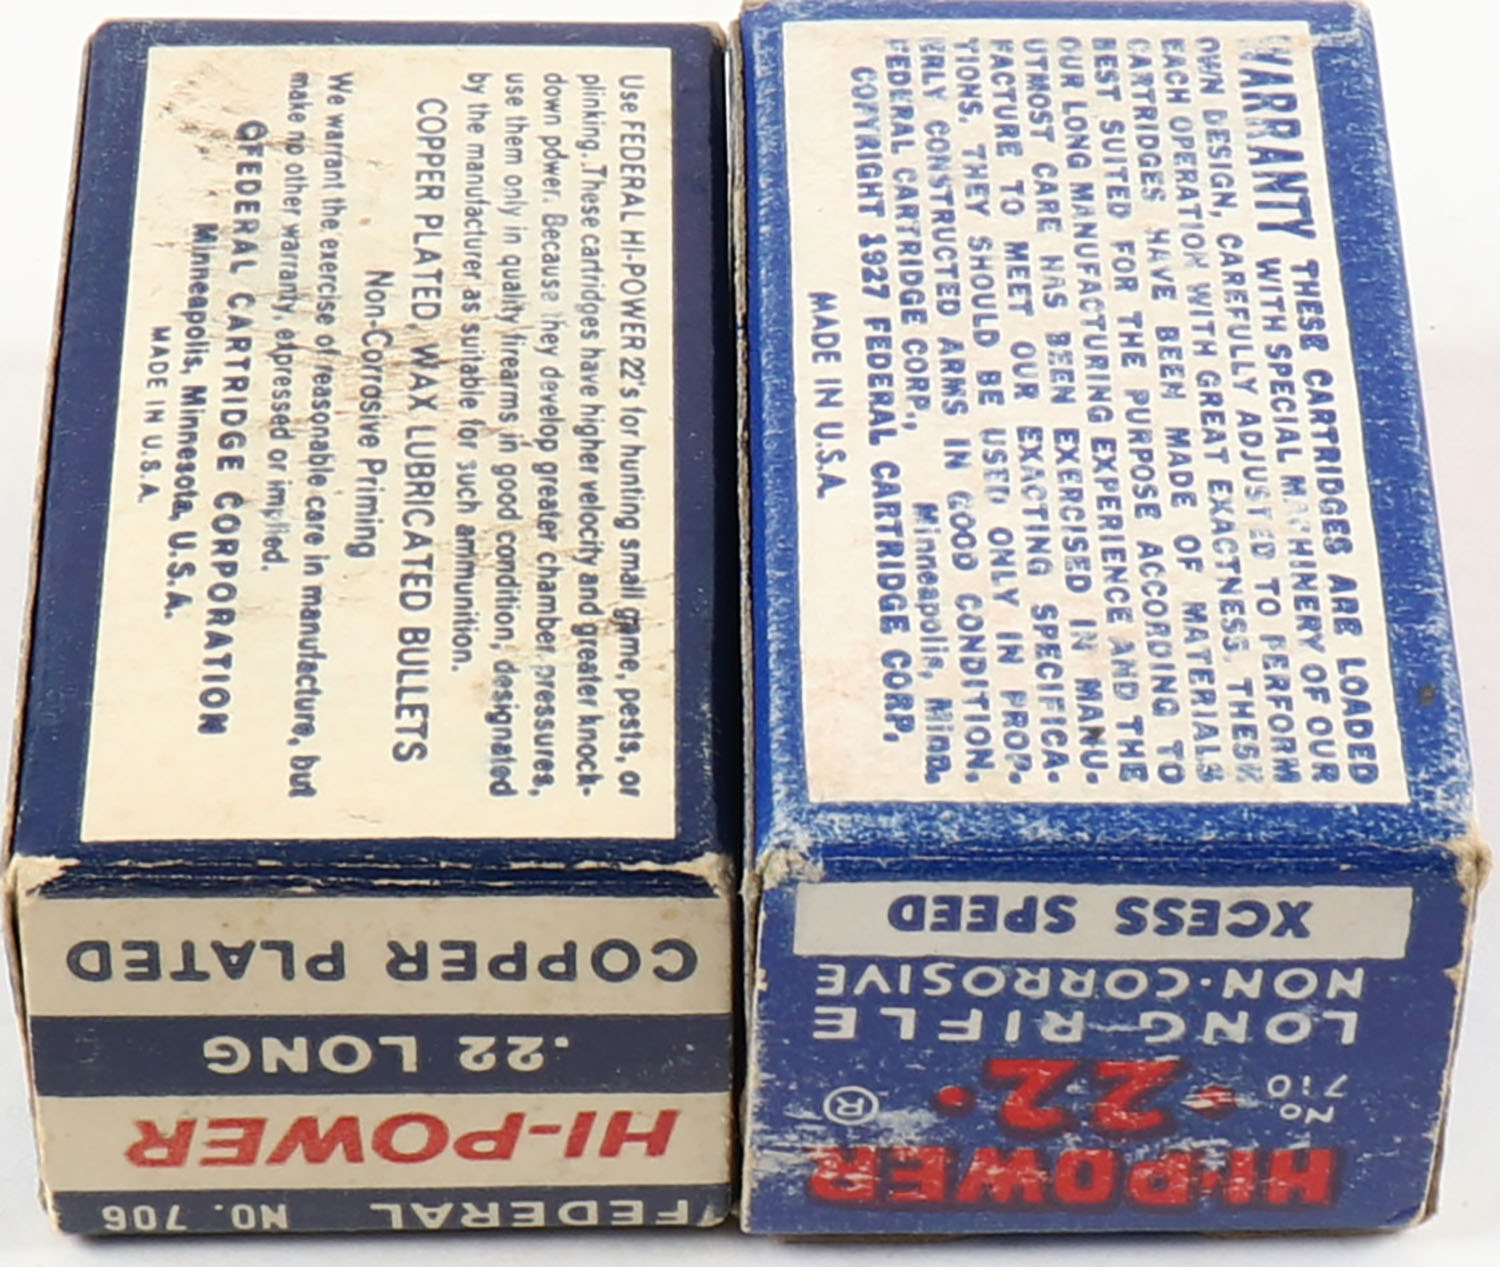 Use FEDERAL HI-POWER 22's for hunting small game, pests, or
plinking. These cartridges have higher velocity and greater knock-
down power. Because they develop greater chamber pressures,
use them only in quality firearms in good condition, designated
by the manufacturer as suitable for such ammunition.
COPPER PLATED, WAX LUBRICATED BULLETS
Non-Corrosive Priming
We warrant the exercise of reasonable care in manufacture, but
make no other warranty, expressed or implied.
FEDERAL CARTRIDGE CORPORATION
Minneapolis, Minnesota, U.S.A.
MADE IN U.S.A.
FEDERAL NO. 706
HI-POWER
.22 LONG
COPPER PLATED
WARRANTY THESE CARTRIDGES ARE LOADED
WITH SPECIAL MACHINERY OF OUR
OWN DESIGN, CAREFULLY ADJUSTED TO PERFORM
EACH OPERATION WITH GREAT EXACTNESS. THESE
CARTRIDGES HAVE BEEN MADE OF MATERIALS
BEST SUITED FOR THE PURPOSE ACCORDING TO
OUR LONG MANUFACTURING EXPERIENCE AND THE
UTMOST CARE HAS BEEN EXERCISED IN MANU-
FACTURE TO MEET OUR EXACTING SPECIFICA-
TIONS. THEY SHOULD BE USED ONLY IN PROP-
ERLY CONSTRUCTED ARMS IN GOOD CONDITION.
FEDERAL CARTRIDGE CORP., Minneapolis, Minn.
COPYRIGHT 1927 FEDERAL CARTRIDGE CORP.
MADE IN U.S.A.
HI-POWER
No. 710 •22• ®
LONG RIFLE
NON-CORROSIVE
XCESS SPEED